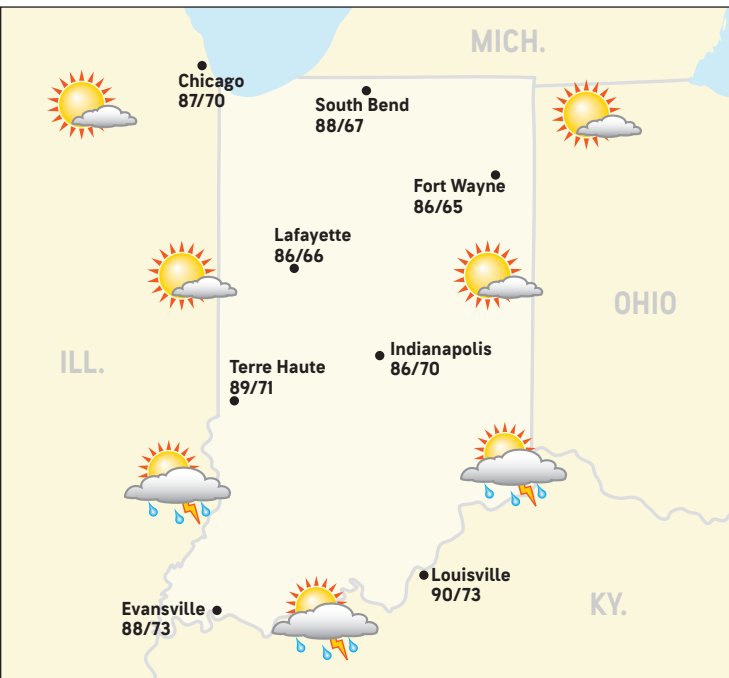 MICH.
Chicago
87/70
South Bend
88/67
Fort Wayne
86/65
Lafayette
86/66
OHIO
Indianapolis
86/70
ILL.
Terre Haute
89/71
Louisville
90/73
KY.
Evansville
88/73